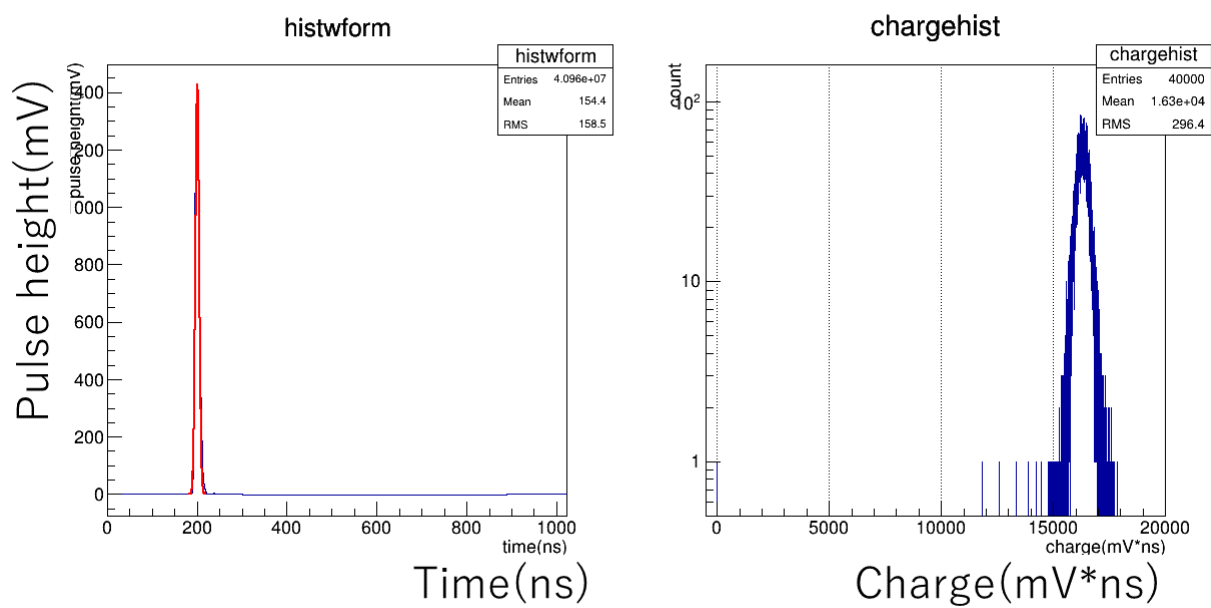 histwform
histwform
Entries 4.096e+07
Mean 154.4
RMS 158.5
Pulse height(mV)
pulse height(mV)
400
200
000
800
600
400
200
0
0 200 400 600 800 1000
time(ns)
Time(ns)
chargehist
chargehist
Entries 40000
Mean 1.63e+04
RMS 296.4
count
10²
10
1
0 5000 10000 15000 20000
charge(mV*ns)
Charge(mV*ns)